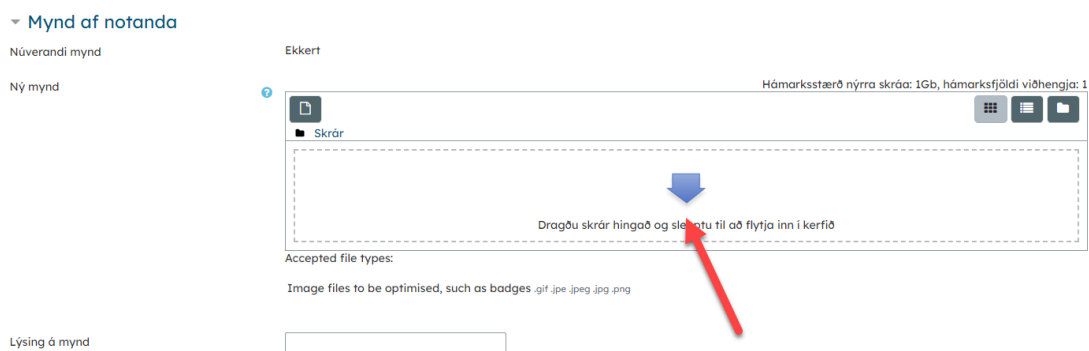 Mynd af notanda
Núverandi mynd Ekkert
Ný mynd
Hámarksstærð nýrra skráa: 1Gb, hámarksfjöldi viðhengja: 1
Skrár
Dragðu skrár hingað og til að flytja inn í kerfið
Accepted file types:
Image files to be optimised, such as badges .gif .jpe .jpeg .jpg .png
Lýsing á mynd